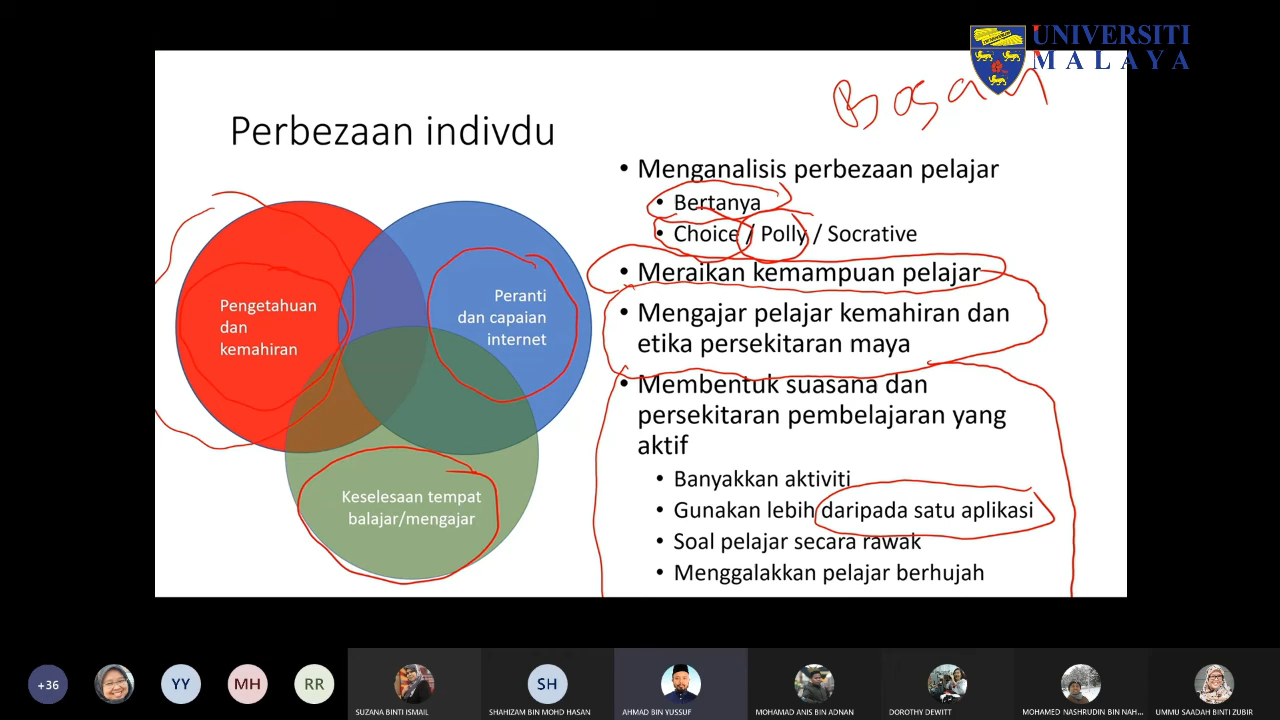 UNIVERSITI
MALAYA
Bosan
Perbezaan indivdu
Pengetahuan
dan
kemahiran
Peranti
dan capaian
internet
Keselesaan tempat
balajar/mengajar
• Menganalisis perbezaan pelajar
• Bertanya
• Choice / Polly / Socrative
• Meraikan kemampuan pelajar
• Mengajar pelajar kemahiran dan
etika persekitaran maya
• Membentuk suasana dan
persekitaran pembelajaran yang
aktif
• Banyakkan aktiviti
• Gunakan lebih daripada satu aplikasi
• Soal pelajar secara rawak
• Menggalakkan pelajar berhujah
+36
YY
MH
RR
SUZANA BINTI ISMAIL
SH
SHAHIZAM BIN MOHD HASAN
AHMAD BIN YUSSUF
MOHAMAD ANIS BIN ADNAN
DOROTHY DEWITT
MOHAMED NASHRUDIN BIN NAH...
UMMU SAADAH BINTI ZUBIR